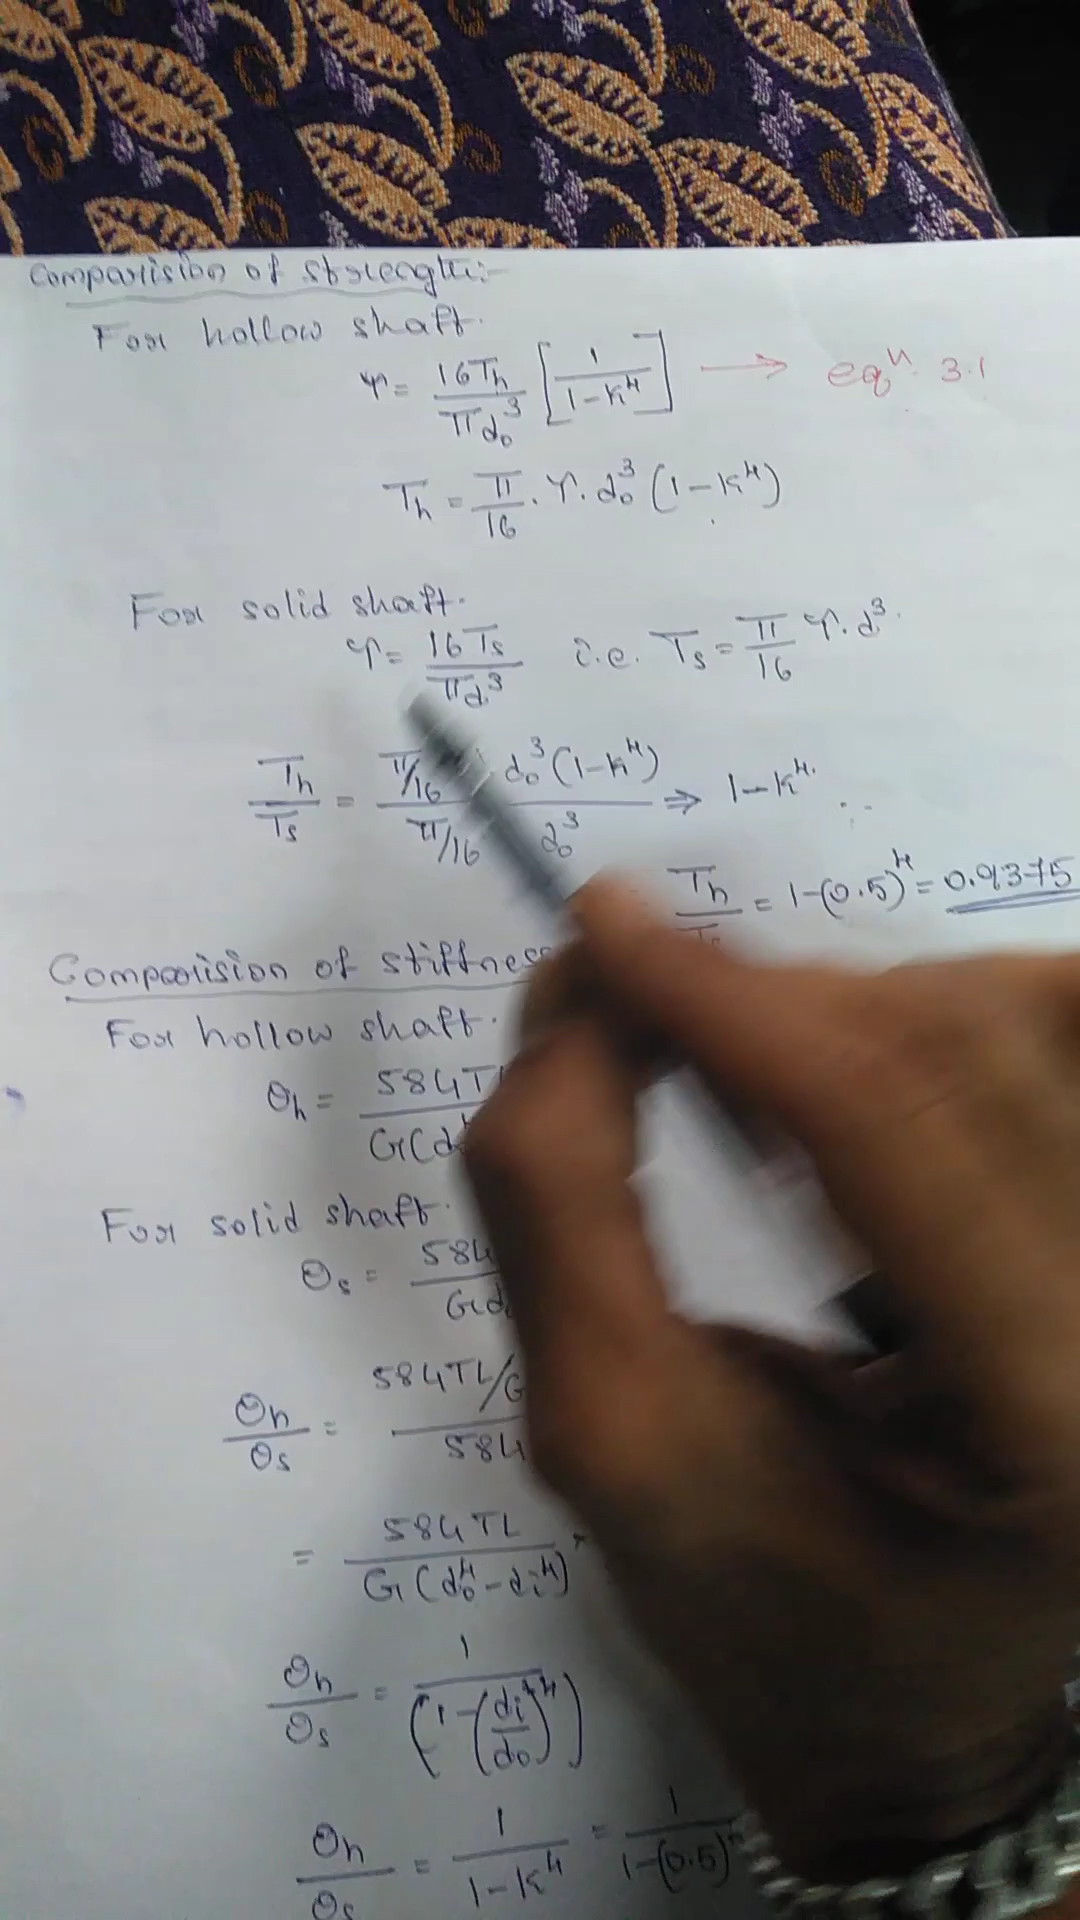 Comparision of strength:-
For hollow shaft.
τ = 16Th / πdo³ [1 / 1-k⁴] → eqⁿ. 3.1
Th = π/16 . τ. do³ (1-k⁴)
For solid shaft.
τ = 16Ts / πd³ i.e. Ts = π/16 τ. d³.
Th/Ts = π/16 do³ (1-k⁴) / π/16 do³ ⇒ 1-k⁴.
Th = 1-(0.5)⁴ = 0.9375
Comparision of stiffness
For hollow shaft.
θh = 584T / G(d
For solid shaft.
θs = 584 / Gd
θh/θs = 584TL/G / 584
= 584TL / G(do⁴-di⁴) ×
θh/θs = 1 / (1-(di/do)⁴)
θh/θs = 1 / 1-k⁴ = 1 / 1-(0.5)